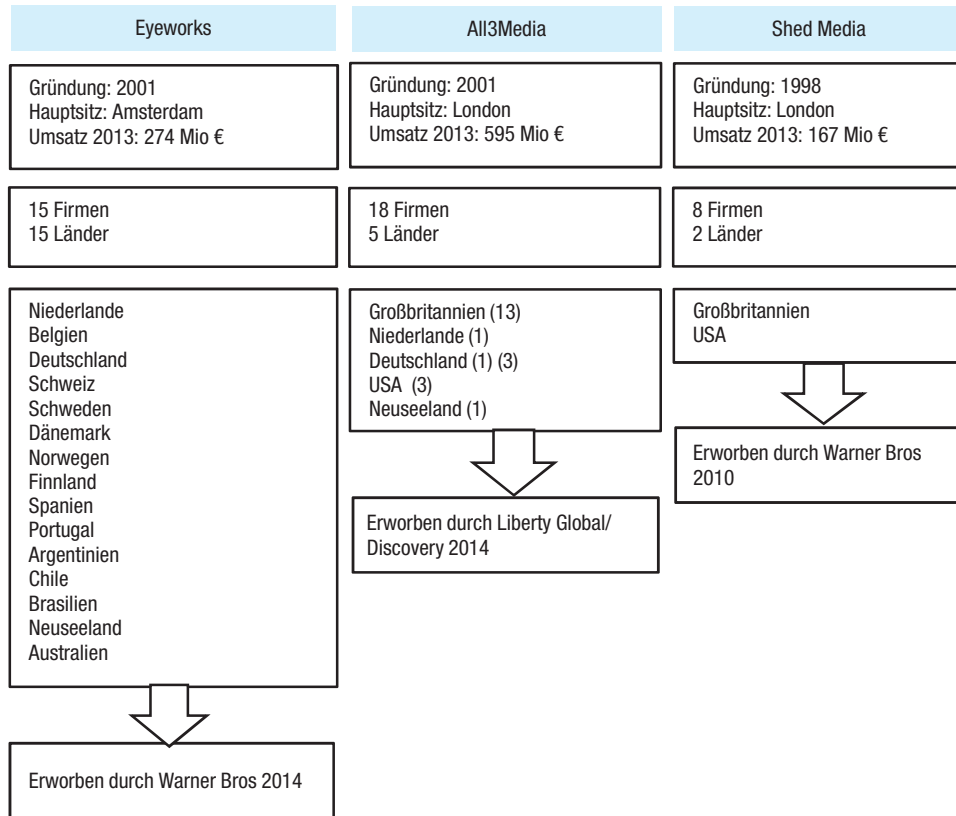 Eyeworks
Gründung: 2001
Hauptsitz: Amsterdam
Umsatz 2013: 274 Mio €
15 Firmen
15 Länder
Niederlande
Belgien
Deutschland
Schweiz
Schweden
Dänemark
Norwegen
Finnland
Spanien
Portugal
Argentinien
Chile
Brasilien
Neuseeland
Australien
Erworben durch Warner Bros 2014
All3Media
Gründung: 2001
Hauptsitz: London
Umsatz 2013: 595 Mio €
18 Firmen
5 Länder
Großbritannien (13)
Niederlande (1)
Deutschland (1) (3)
USA (3)
Neuseeland (1)
Erworben durch Liberty Global/
Discovery 2014
Shed Media
Gründung: 1998
Hauptsitz: London
Umsatz 2013: 167 Mio €
8 Firmen
2 Länder
Großbritannien
USA
Erworben durch Warner Bros
2010